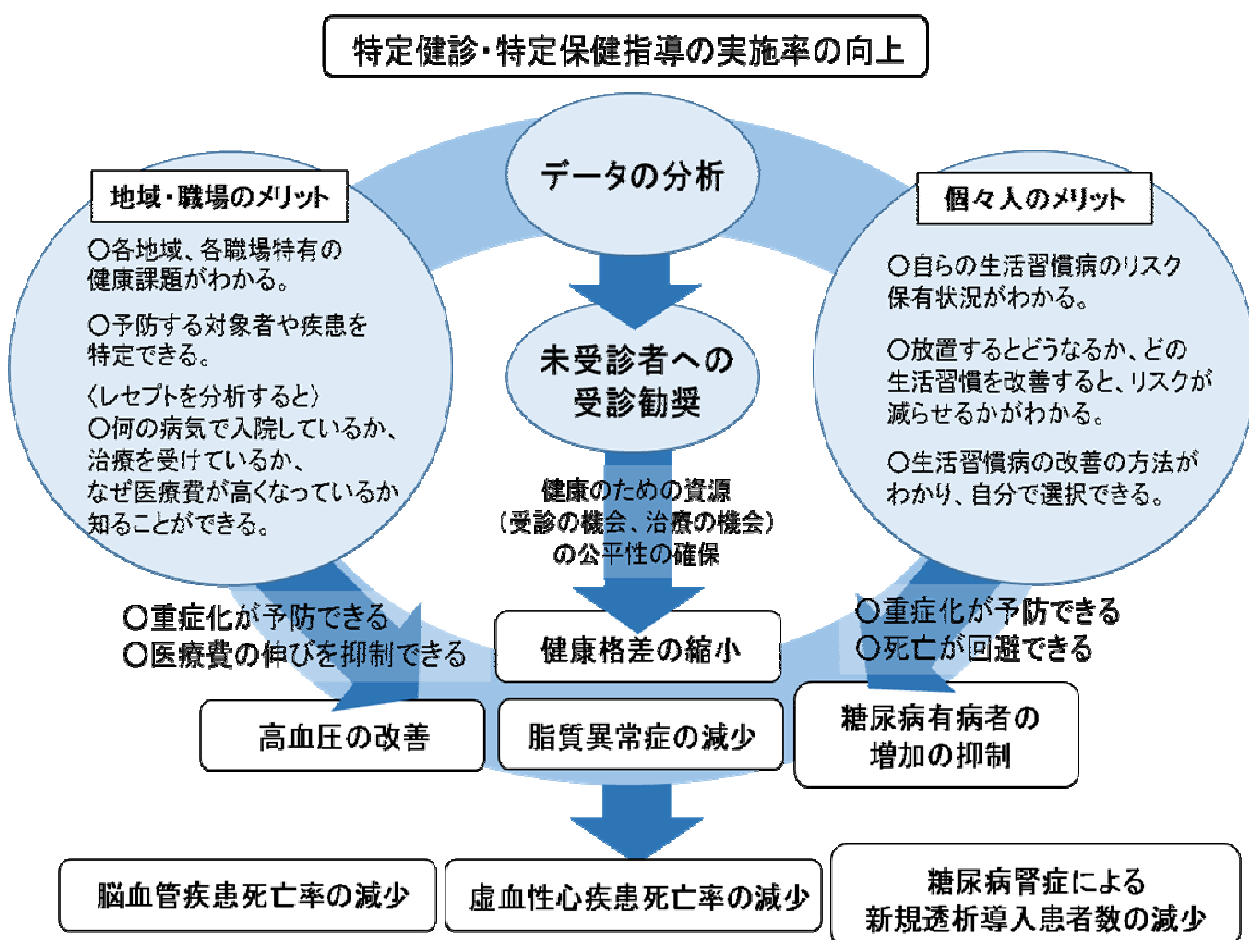 特定健診・特定保健指導の実施率の向上
データの分析
地域・職場のメリット
〇各地域、各職場特有の
健康課題がわかる。
〇予防する対象者や疾患を
特定できる。
〈レセプトを分析すると〉
〇何の病気で入院しているか、
治療を受けているか、
なぜ医療費が高くなっているか
知ることができる。
未受診者への
受診勧奨
個々人のメリット
〇自らの生活習慣病のリスク
保有状況がわかる。
〇放置するとどうなるか、どの
生活習慣を改善すると、リスクが
減らせるかがわかる。
〇生活習慣病の改善の方法が
わかり、自分で選択できる。
健康のための資源
(受診の機会、治療の機会)
の公平性の確保
〇重症化が予防できる
〇医療費の伸びを抑制できる
健康格差の縮小
〇重症化が予防できる
〇死亡が回避できる
高血圧の改善
脂質異常症の減少
糖尿病有病者の
増加の抑制
脳血管疾患死亡率の減少
虚血性心疾患死亡率の減少
糖尿病腎症による
新規透析導入患者数の減少